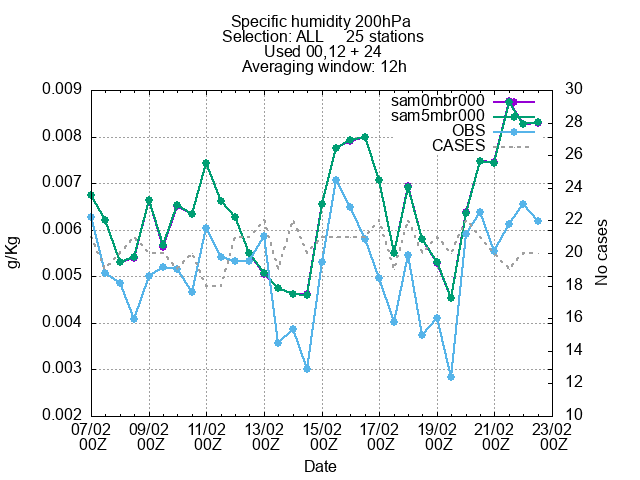 Specific humidity 200hPa
Selection: ALL 25 stations
Used 00,12 + 24
Averaging window: 12h
0.009
0.008
0.007
0.006
0.005
0.004
0.003
0.002
g/Kg
30
28
26
24
22
20
18
16
14
12
10
No cases
sam0mbr000
sam5mbr000
OBS
CASES
07/02 09/02 11/02 13/02 15/02 17/02 19/02 21/02 23/02
00Z 00Z 00Z 00Z 00Z 00Z 00Z 00Z 00Z
Date